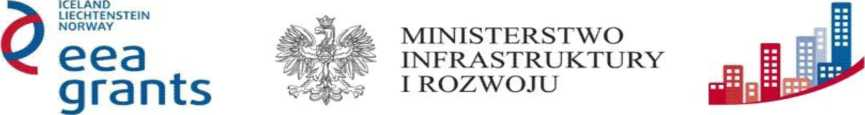 ICELAND
LIECHTENSTEIN
NORWAY
eea
grants
MINISTERSTWO
INFRASTRUKTURY
I ROZWOJU